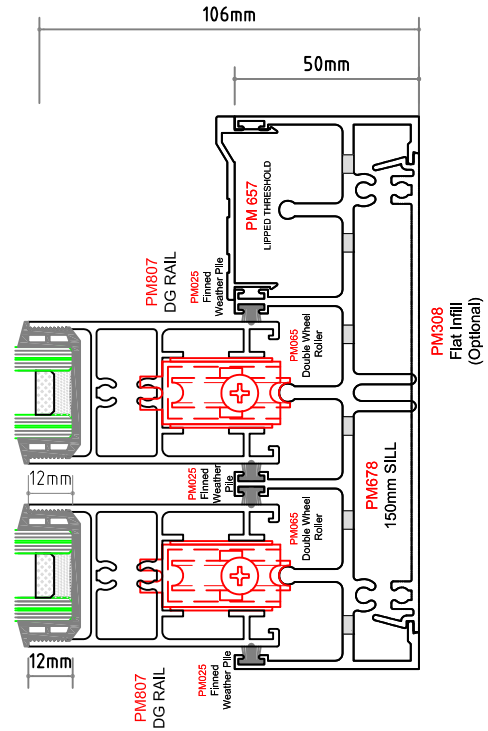 106mm
50mm
PM 657
LIPPED THRESHOLD
PM807
DG RAIL
PM025
Finned
Weather Pile
PM065
Double Wheel
Roller
PM308
Flat Infill
(Optional)
12mm
PM025
Finned
Weather
Pile
PM678
150mm SILL
PM065
Double Wheel
Roller
12mm
PM807
DG RAIL
PM025
Finned
Weather Pile